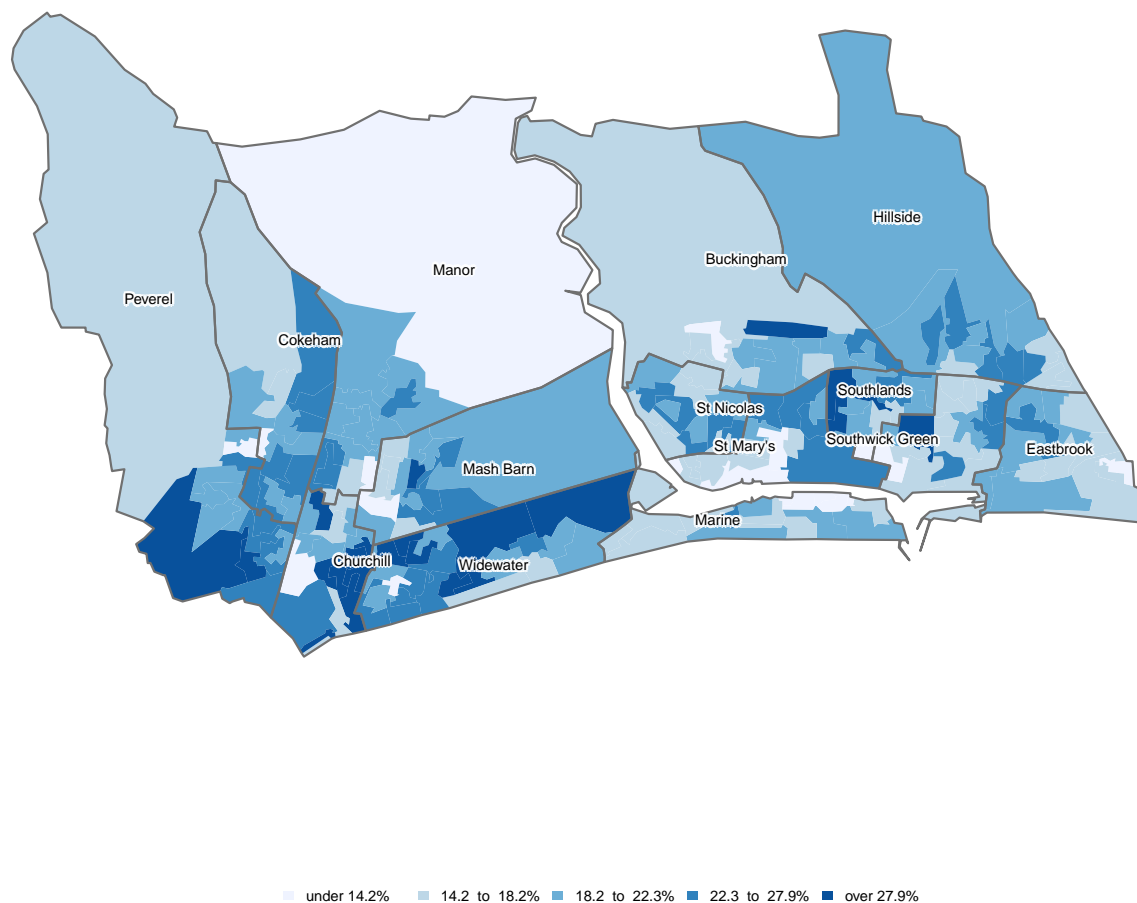 Hillside
Buckingham
Manor
Peverel
Cokeham
Southlands
St Nicolas
Southwick Green
St Mary's
Eastbrook
Mash Barn
Marine
Churchill
Widewater
under 14.2% 14.2 to 18.2% 18.2 to 22.3% 22.3 to 27.9% over 27.9%